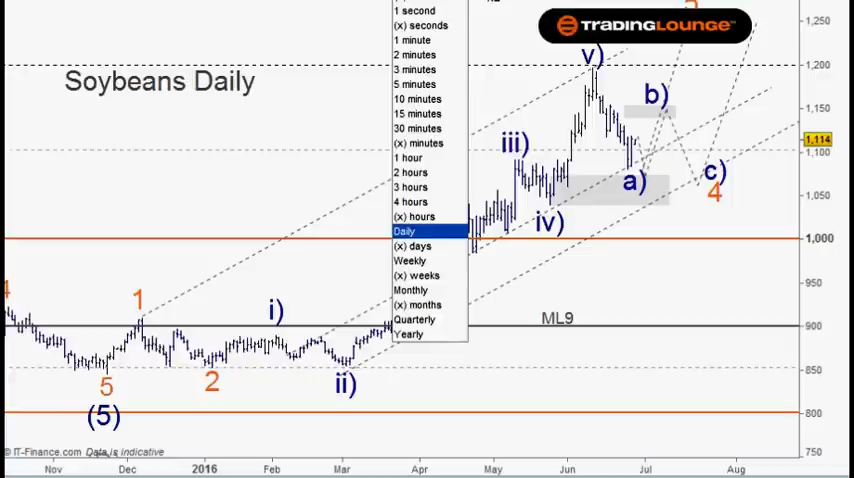 1 second
(x) seconds
1 minute
2 minutes
3 minutes
5 minutes
10 minutes
15 minutes
30 minutes
(x) minutes
1 hour
2 hours
3 hours
4 hours
(x) hours
Daily
(x) days
Weekly
(x) weeks
Monthly
(x) months
Quarterly
Yearly
TRADINGLOUNGE™
Soybeans Daily
v)
b)
iii)
a)
c)
4
iv)
1
i)
ML9
5
2
ii)
(5)
1,250
1,200
1,150
1,114
1,100
1,050
1,000
950
900
850
800
750
© IT-Finance.com Data is indicative
Nov Dec 2016 Feb Mar Apr May Jun Jul Aug